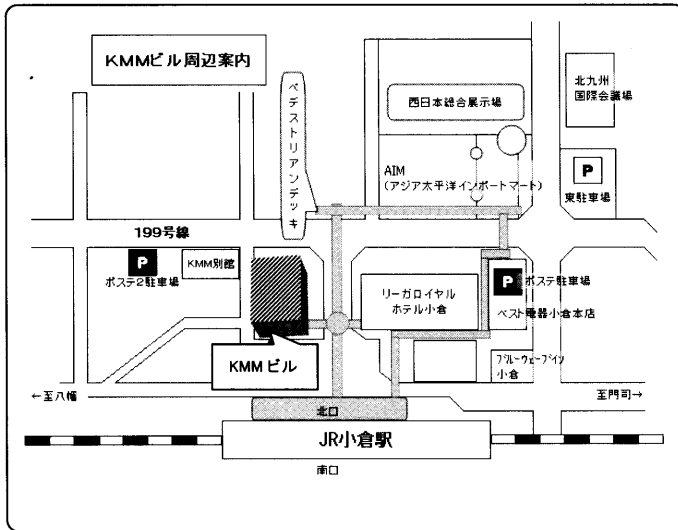 KMMビル周辺案内
ペデストリアンデッキ
西日本総合展示場
北九州
国際会議場
AIM
(アジア太平洋インポートマート)
P
東駐車場
199号線
P
ポステ2駐車場
KMM別館
リーガロイヤル
ホテル小倉
P
ポステ駐車場
ベスト電器小倉本店
KMMビル
ブルーウェーブイン
小倉
←至八幡
至門司→
北口
JR小倉駅
南口